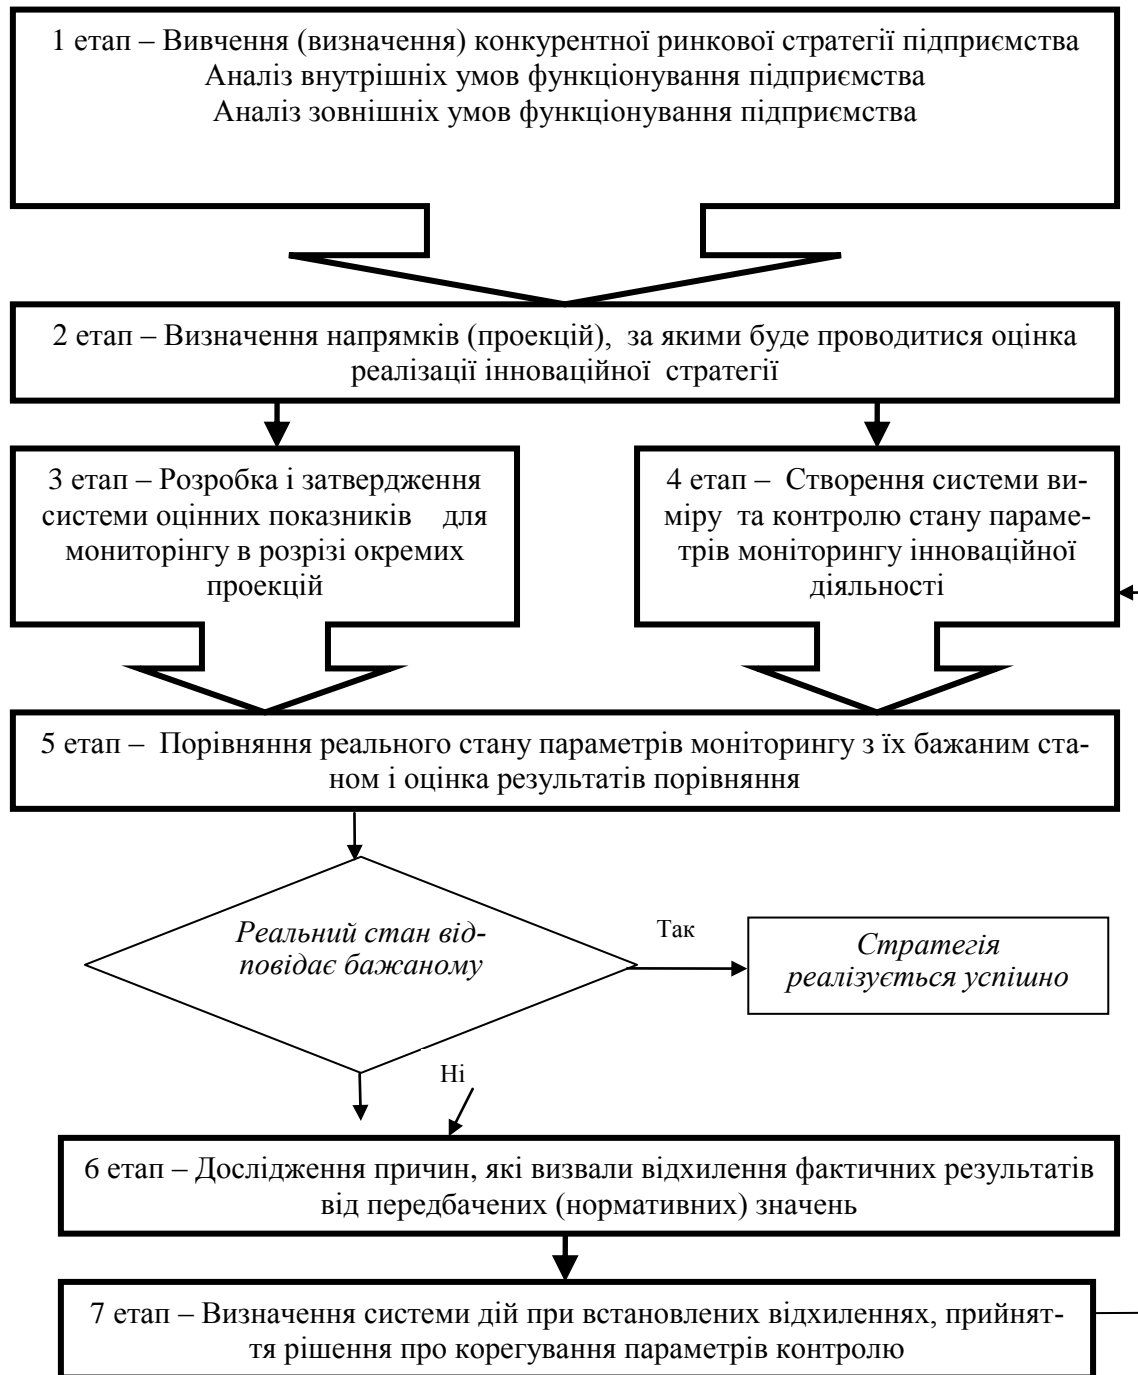 1 етап – Вивчення (визначення) конкурентної ринкової стратегії підприємства
Аналіз внутрішніх умов функціонування підприємства
Аналіз зовнішніх умов функціонування підприємства
2 етап – Визначення напрямків (проекцій), за якими буде проводитися оцінка
реалізації інноваційної стратегії
3 етап – Розробка і затвердження
системи оцінних показників для
мониторінгу в розрізі окремих
проекцій
4 етап – Створення системи ви-
міру та контролю стану параме-
трів моніторингу інноваційної
діяльності
5 етап – Порівняння реального стану параметрів моніторингу з їх бажаним ста-
ном і оцінка результатів порівняння
Реальний стан від-
повідає бажаному
Так
Стратегія
реалізується успішно
Ні
6 етап – Дослідження причин, які визвали відхилення фактичних результатів
від передбачених (нормативних) значень
7 етап – Визначення системи дій при встановлених відхиленнях, прийнят-
тя рішення про корегування параметрів контролю